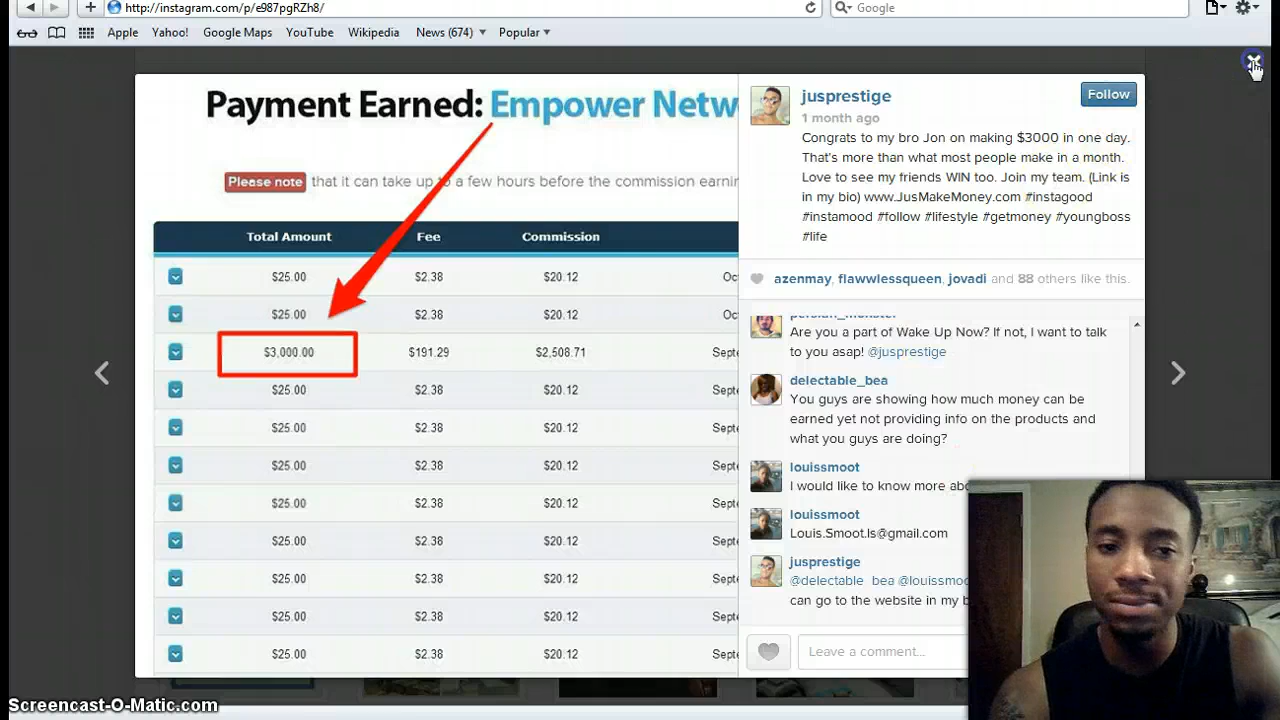 http://instagram.com/p/e987pgRZh8/
Google
Apple Yahoo! Google Maps YouTube Wikipedia News (674) Popular
Payment Earned: Empower Netw
Please note that it can take up to a few hours before the commission earnin
Total Amount Fee Commission
$25.00 $2.38 $20.12 Oc
$25.00 $2.38 $20.12 Oc
$3,000.00 $191.29 $2,508.71 Septe
$25.00 $2.38 $20.12 Septe
$25.00 $2.38 $20.12 Septe
$25.00 $2.38 $20.12 Septe
$25.00 $2.38 $20.12 Septe
$25.00 $2.38 $20.12 Septe
$25.00 $2.38 $20.12 Septe
$25.00 $2.38 $20.12 Septe
$25.00 $2.38 $20.12 Septe
jusprestige
Follow
1 month ago
Congrats to my bro Jon on making $3000 in one day.
That's more than what most people make in a month.
Love to see my friends WIN too. Join my team. (Link is
in my bio) www.JusMakeMoney.com #instagood
#instamood #follow #lifestyle #getmoney #youngboss
#life
azenmay, flawwlessqueen, jovadi and 88 others like this.
Are you a part of Wake Up Now? If not, I want to talk
to you asap! @jusprestige
delectable_bea
You guys are showing how much money can be
earned yet not providing info on the products and
what you guys are doing?
louissmoot
I would like to know more abo
louissmoot
Louis.Smoot.ls@gmail.com
jusprestige
@delectable_bea @louissmoo
can go to the website in my b
Leave a comment...
Screencast-O-Matic.com